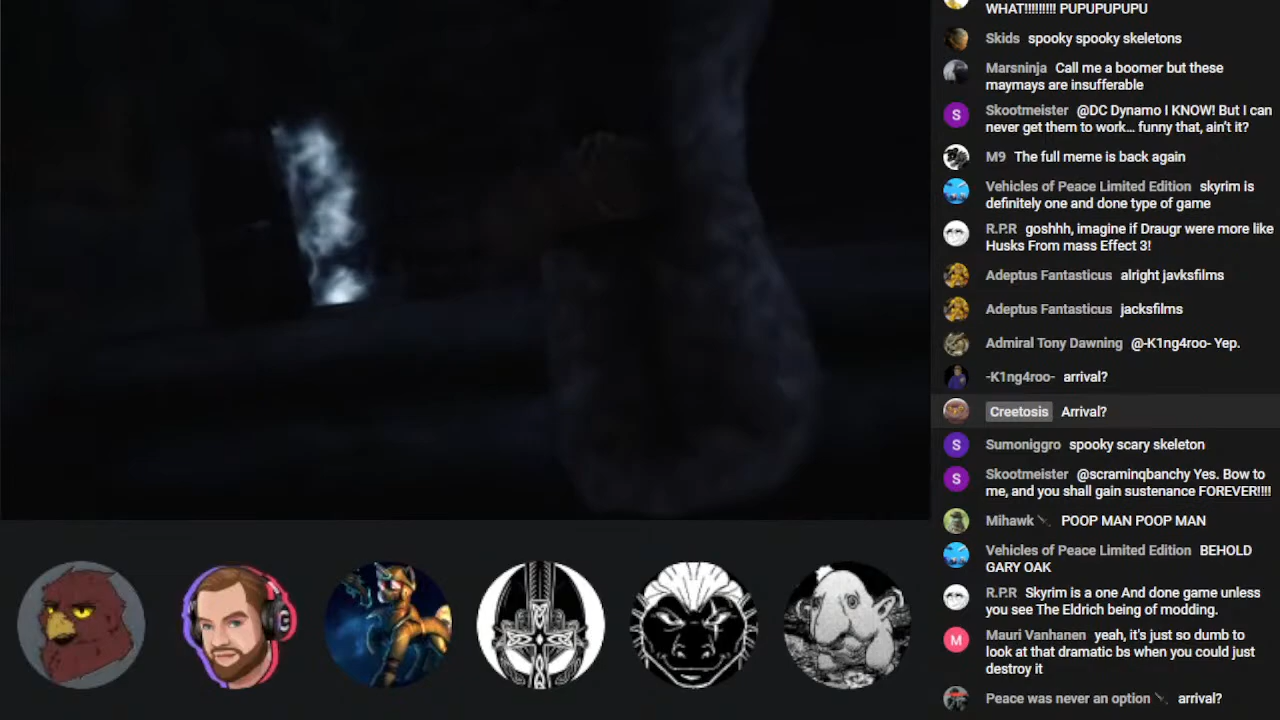 WHAT!!!!!!!!! PUPUPUPUPU
Skids spooky spooky skeletons
Marsninja Call me a boomer but these
maymays are insufferable
S Skootmeister @DC Dynamo I KNOW! But I can
never get them to work... funny that, ain't it?
M9 The full meme is back again
Vehicles of Peace Limited Edition skyrim is
definitely one and done type of game
R.P.R goshhh, imagine if Draugr were more like
Husks From mass Effect 3!
Adeptus Fantasticus alright javksfilms
Adeptus Fantasticus jacksfilms
Admiral Tony Dawning @-K1ng4roo- Yep.
-K1ng4roo- arrival?
Creetosis Arrival?
S Sumoniggro spooky scary skeleton
S Skootmeister @scraminqbanchy Yes. Bow to
me, and you shall gain sustenance FOREVER!!!!
Mihawk POOP MAN POOP MAN
Vehicles of Peace Limited Edition BEHOLD
GARY OAK
R.P.R Skyrim is a one And done game unless
you see The Eldrich being of modding.
M Mauri Vanhanen yeah, it's just so dumb to
look at that dramatic bs when you could just
destroy it
Peace was never an option arrival?